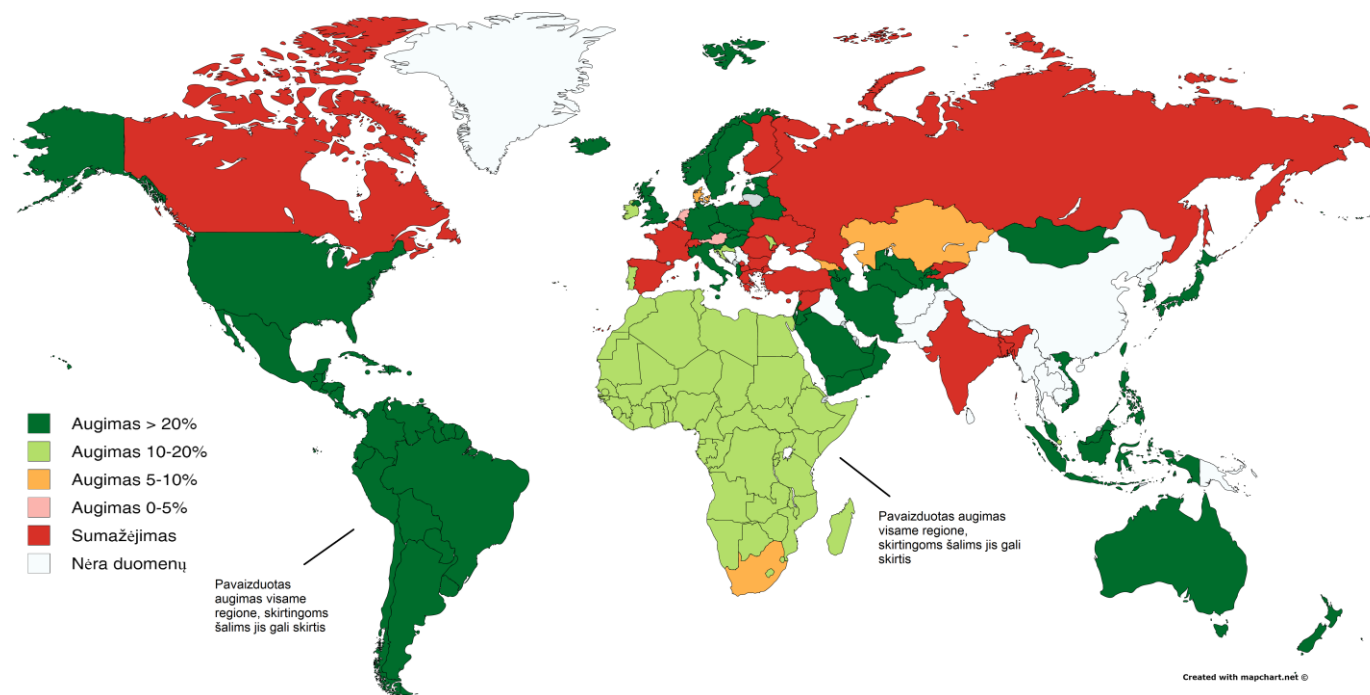 Augimas > 20%
Augimas 10-20%
Augimas 5-10%
Augimas 0-5%
Sumažėjimas
Nėra duomenų
Pavaizduotas
augimas visame
regione, skirtingoms
šalims jis gali skirtis
Pavaizduotas augimas
visame regione,
skirtingoms šalims jis gali
skirtis
Created with mapchart.net ©